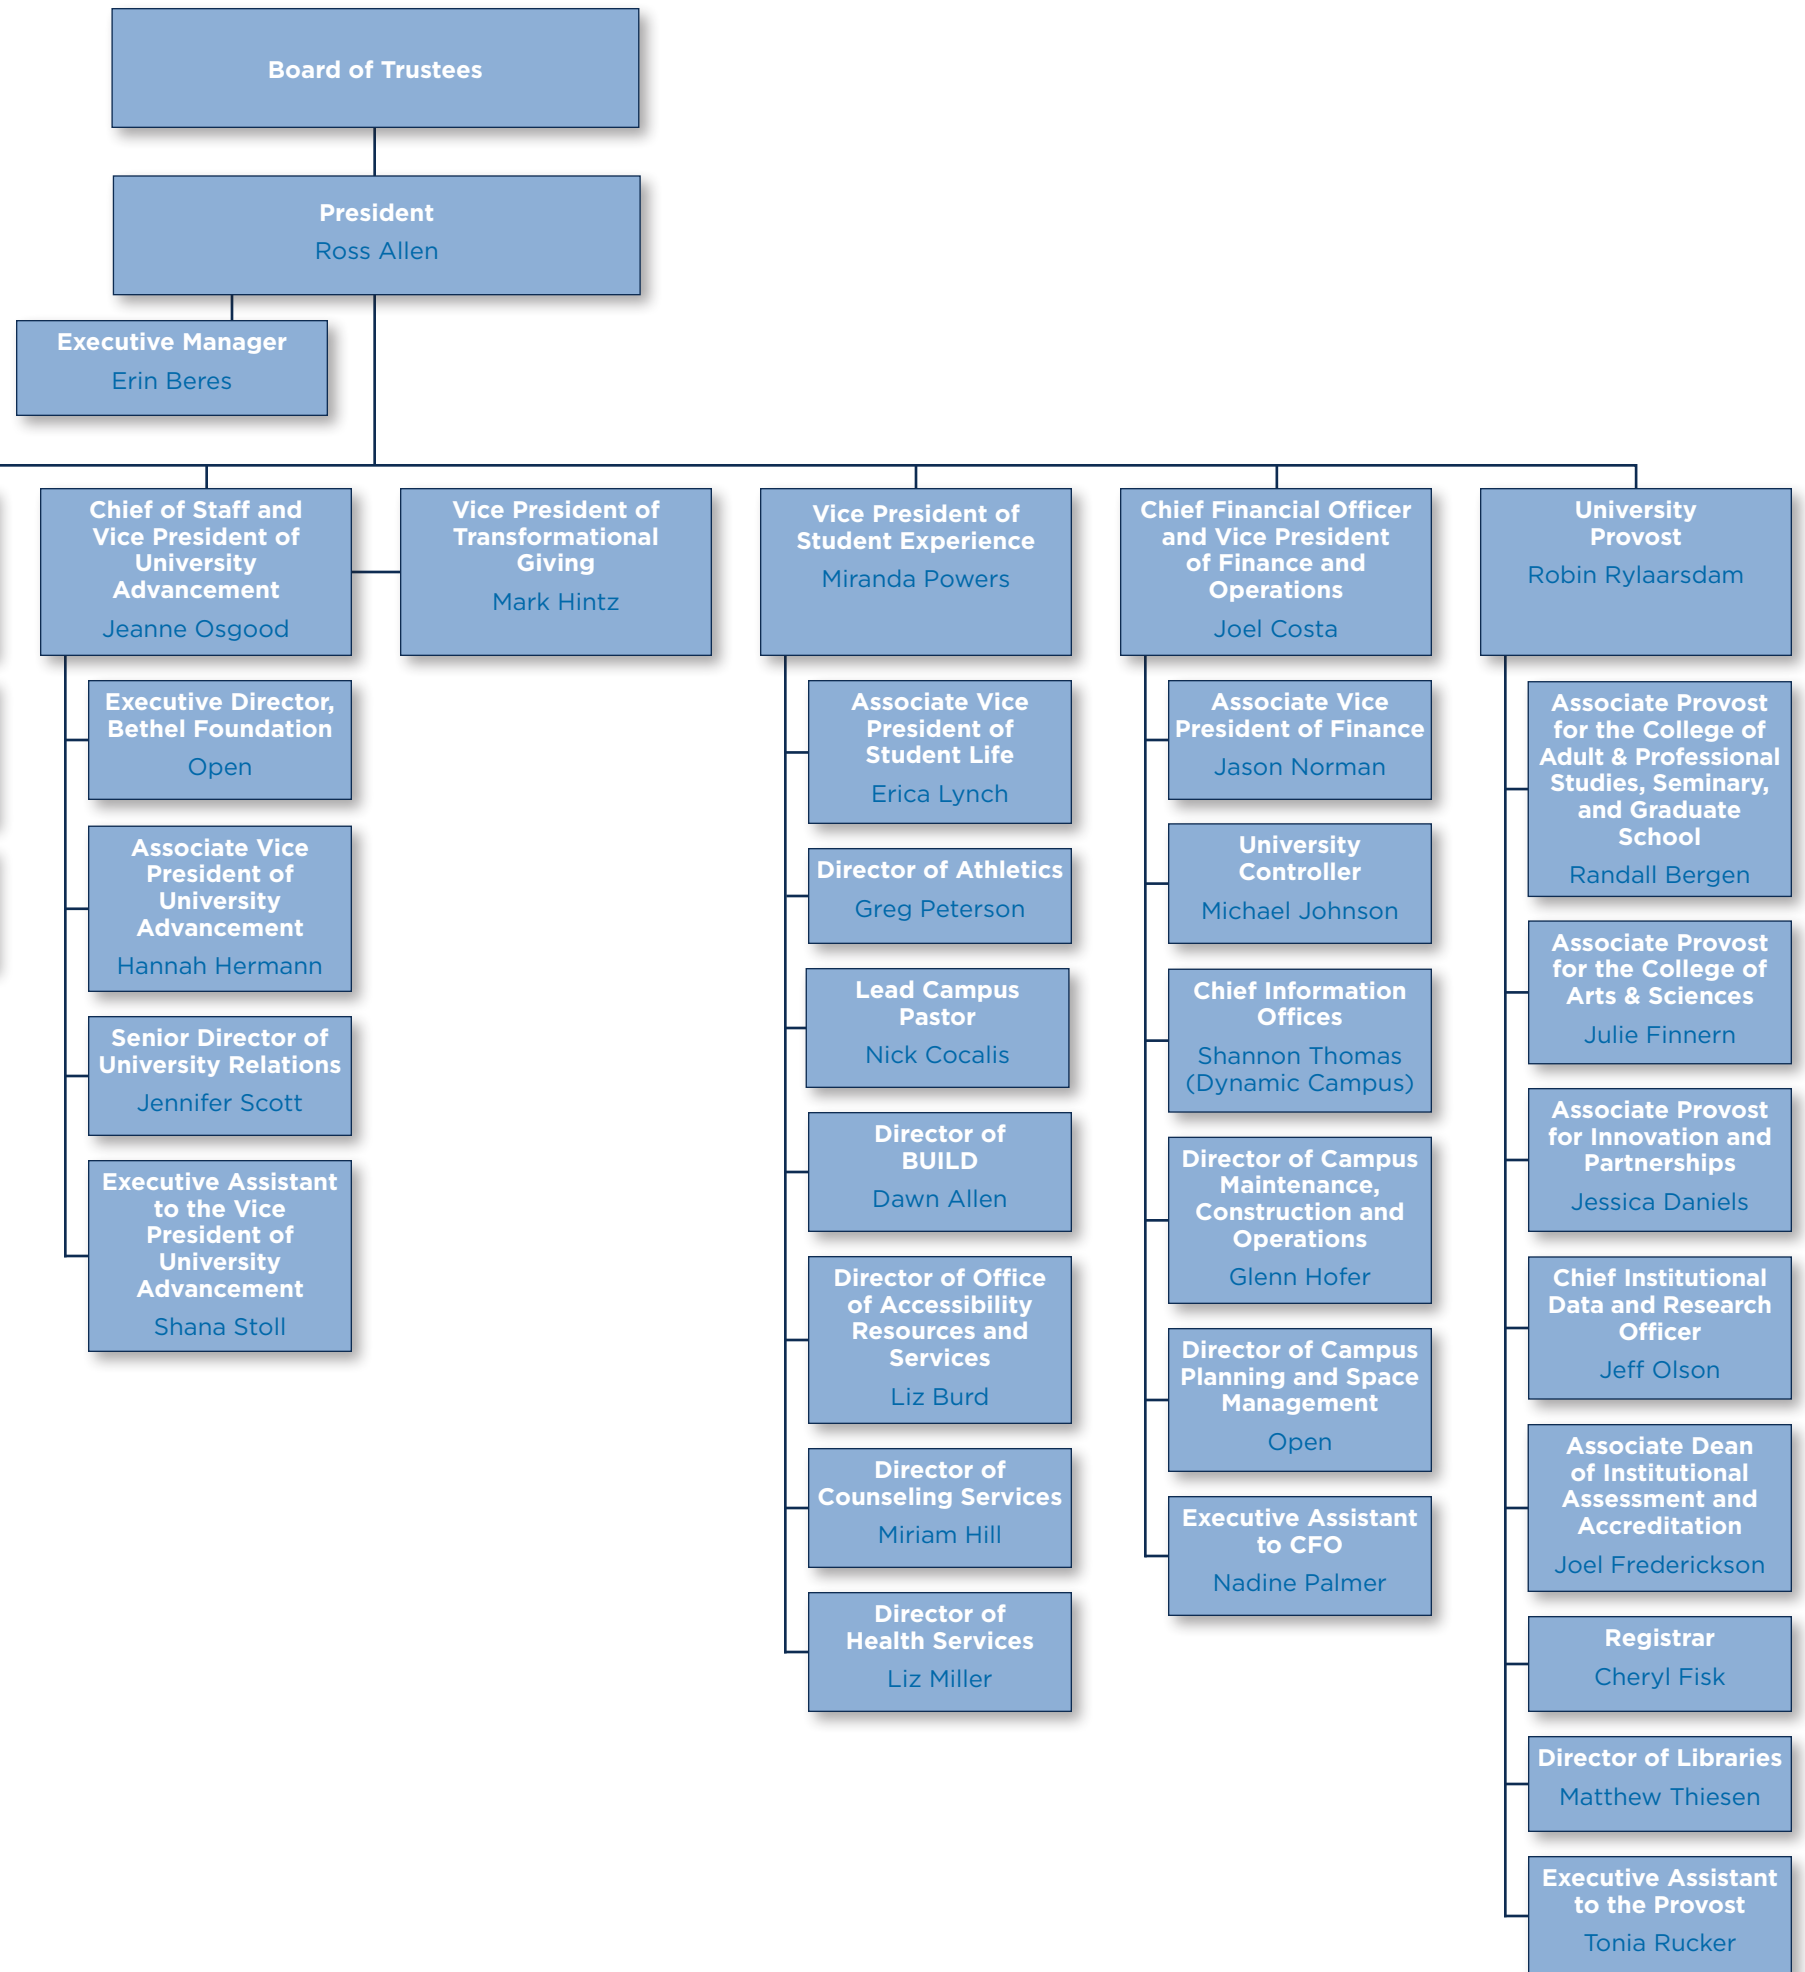 Board of Trustees
President
Ross Allen
Executive Manager
Erin Beres
Chief of Staff and
Vice President of
University
Advancement
Jeanne Osgood
Executive Director,
Bethel Foundation
Open
Associate Vice
President of
University
Advancement
Hannah Hermann
Senior Director of
University Relations
Jennifer Scott
Executive Assistant
to the Vice
President of
University
Advancement
Shana Stoll
Vice President of
Transformational
Giving
Mark Hintz
Vice President of
Student Experience
Miranda Powers
Associate Vice
President of
Student Life
Erica Lynch
Director of Athletics
Greg Peterson
Lead Campus
Pastor
Nick Cocalis
Director of
BUILD
Dawn Allen
Director of Office
of Accessibility
Resources and
Services
Liz Burd
Director of
Counseling Services
Miriam Hill
Director of
Health Services
Liz Miller
Chief Financial Officer
and Vice President
of Finance and
Operations
Joel Costa
Associate Vice
President of Finance
Jason Norman
University
Controller
Michael Johnson
Chief Information
Offices
Shannon Thomas
(Dynamic Campus)
Director of Campus
Maintenance,
Construction and
Operations
Glenn Hofer
Director of Campus
Planning and Space
Management
Open
Executive Assistant
to CFO
Nadine Palmer
University
Provost
Robin Rylaarsdam
Associate Provost
for the College of
Adult & Professional
Studies, Seminary,
and Graduate
School
Randall Bergen
Associate Provost
for the College of
Arts & Sciences
Julie Finnern
Associate Provost
for Innovation and
Partnerships
Jessica Daniels
Chief Institutional
Data and Research
Officer
Jeff Olson
Associate Dean
of Institutional
Assessment and
Accreditation
Joel Frederickson
Registrar
Cheryl Fisk
Director of Libraries
Matthew Thiesen
Executive Assistant
to the Provost
Tonia Rucker